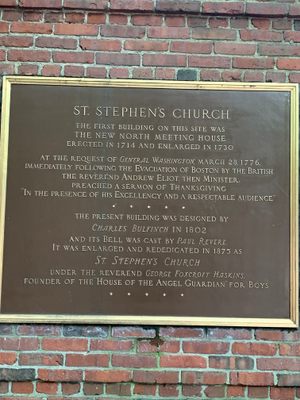 ST. STEPHEN'S CHURCH
THE FIRST BUILDING ON THIS SITE WAS
THE NEW NORTH MEETING HOUSE
ERECTED IN 1714 AND ENLARGED IN 1730
AT THE REQUEST OF GENERAL WASHINGTON MARCH 28, 1776,
IMMEDIATELY FOLLOWING THE EVACUATION OF BOSTON BY THE BRITISH
THE REVEREND ANDREW ELIOT, THEN MINISTER,
PREACHED A SERMON OF THANKSGIVING
"IN THE PRESENCE OF HIS EXCELLENCY AND A RESPECTABLE AUDIENCE"
THE PRESENT BUILDING WAS DESIGNED BY
CHARLES BULFINCH IN 1802
AND ITS BELL WAS CAST BY PAUL REVERE
IT WAS ENLARGED AND REDEDICATED IN 1875 AS
ST. STEPHEN'S CHURCH
UNDER THE REVEREND GEORGE FOXCROFT HASKINS,
FOUNDER OF THE HOUSE OF THE ANGEL GUARDIAN FOR BOYS